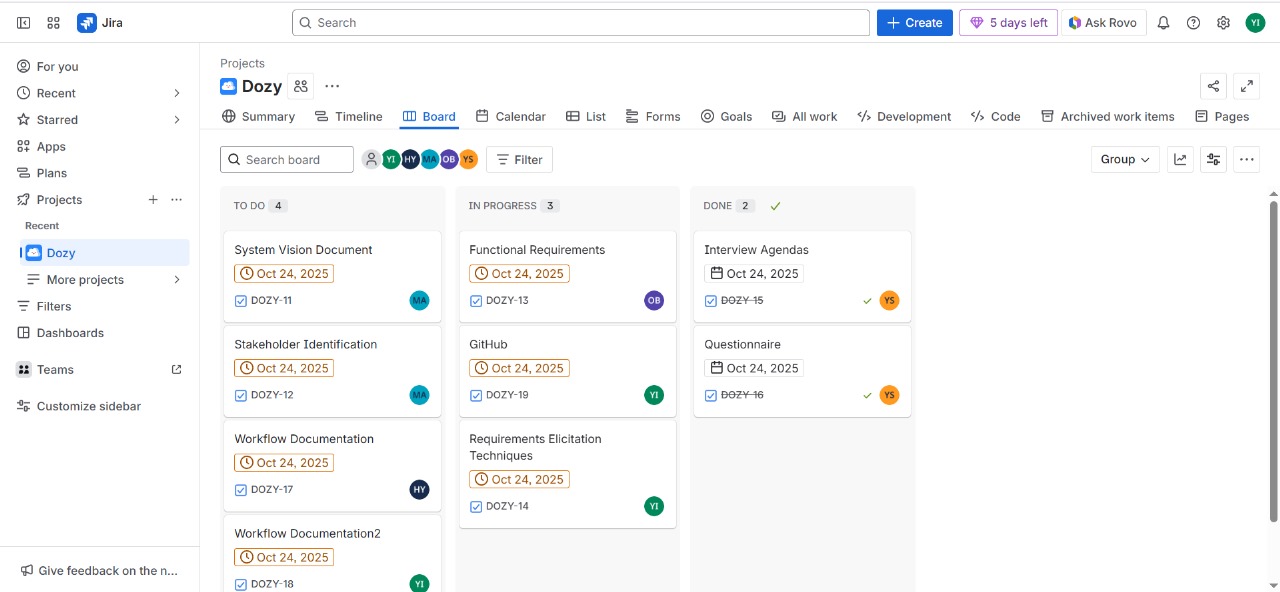 Jira
Search
Create
5 days left
Ask Rovo
YI
For you
Recent
Starred
Apps
Plans
Projects
Recent
Dozy
More projects
Filters
Dashboards
Teams
Customize sidebar
Give feedback on the n...
Projects
Dozy
Summary
Timeline
Board
Calendar
List
Forms
Goals
All work
Development
Code
Archived work items
Pages
Search board
YI HY MA OB YS
Filter
Group
TO DO 4
System Vision Document
Oct 24, 2025
DOZY-11
MA
Stakeholder Identification
Oct 24, 2025
DOZY-12
MA
Workflow Documentation
Oct 24, 2025
DOZY-17
HY
Workflow Documentation2
Oct 24, 2025
DOZY-18
YI
IN PROGRESS 3
Functional Requirements
Oct 24, 2025
DOZY-13
OB
GitHub
Oct 24, 2025
DOZY-19
YI
Requirements Elicitation
Techniques
Oct 24, 2025
DOZY-14
YI
DONE 2
Interview Agendas
Oct 24, 2025
DOZY-15
YS
Questionnaire
Oct 24, 2025
DOZY-16
YS